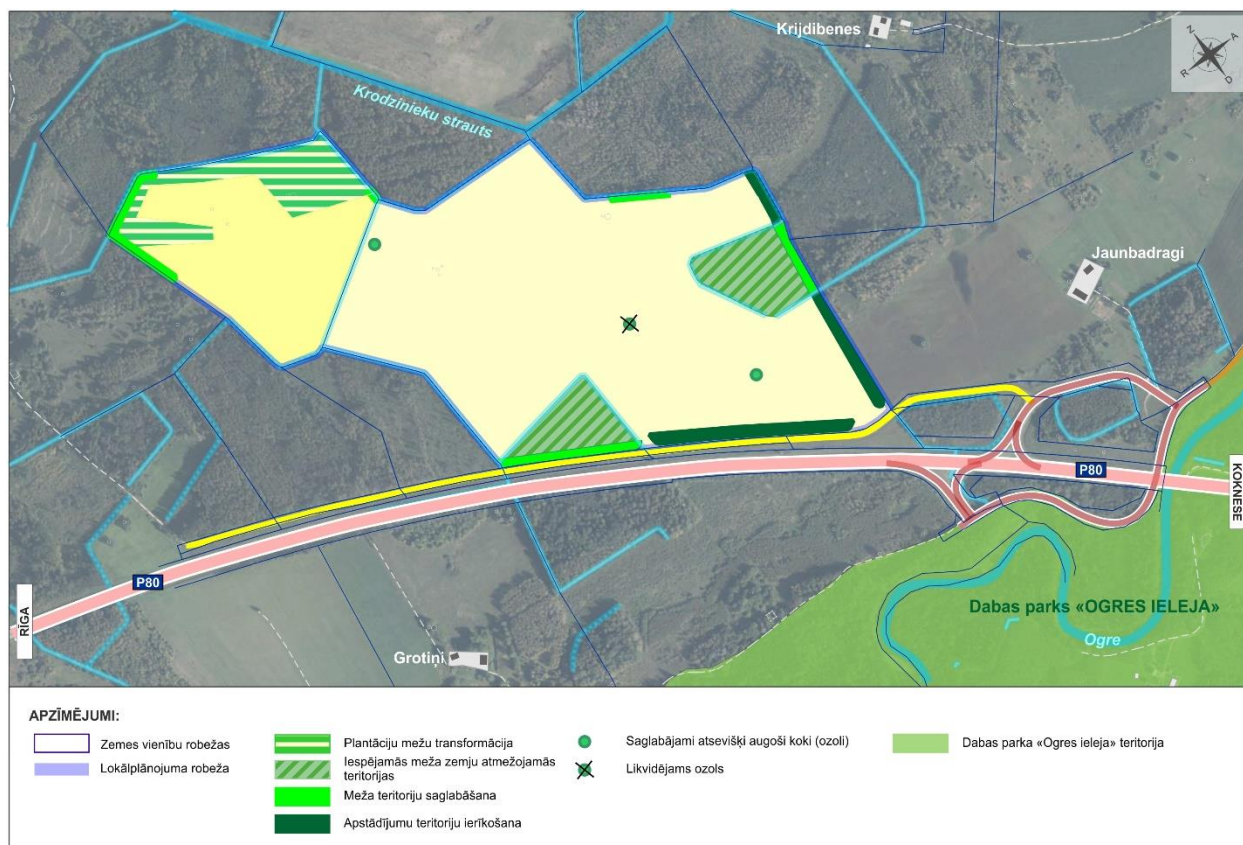 Krijdibenes
Z
A
R
D
Krodzinieku strauts
Jaunbadragi
P80
KOKNESE
P80
RĪGA
Dabas parks «OGRES IELEJA»
Ogre
Grotiņi
APZĪMĒJUMI:
Zemes vienību robežas
Lokālplānojuma robeža
Plantāciju mežu transformācija
Iespējamās meža zemju atmežojamās
teritorijas
Meža teritoriju saglabāšana
Apstādījumu teritoriju ierīkošana
Saglabājami atsevišķi augoši koki (ozoli)
Likvidējams ozols
Dabas parka «Ogres ieleja» teritorija